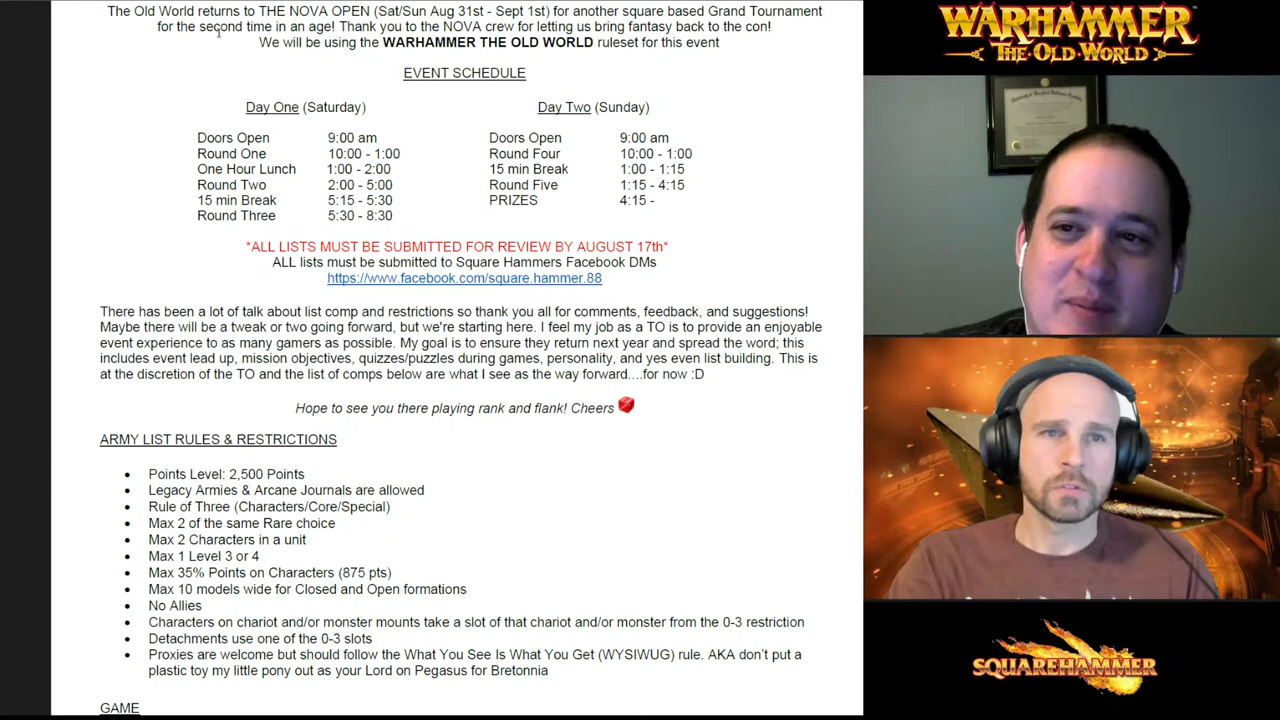 The Old World returns to THE NOVA OPEN (Sat/Sun Aug 31st - Sept 1st) for another square based Grand Tournament
for the second time in an age! Thank you to the NOVA crew for letting us bring fantasy back to the con!
We will be using the WARHAMMER THE OLD WORLD ruleset for this event
EVENT SCHEDULE
Day One (Saturday)
Doors Open 9:00 am
Round One 10:00 - 1:00
One Hour Lunch 1:00 - 2:00
Round Two 2:00 - 5:00
15 min Break 5:15 - 5:30
Round Three 5:30 - 8:30
Day Two (Sunday)
Doors Open 9:00 am
Round Four 10:00 - 1:00
15 min Break 1:00 - 1:15
Round Five 1:15 - 4:15
PRIZES 4:15 -
*ALL LISTS MUST BE SUBMITTED FOR REVIEW BY AUGUST 17th*
ALL lists must be submitted to Square Hammers Facebook DMs
https://www.facebook.com/square.hammer.88
There has been a lot of talk about list comp and restrictions so thank you all for comments, feedback, and suggestions!
Maybe there will be a tweak or two going forward, but we're starting here. I feel my job as a TO is to provide an enjoyable
event experience to as many gamers as possible. My goal is to ensure they return next year and spread the word; this
includes event lead up, mission objectives, quizzes/puzzles during games, personality, and yes even list building. This is
at the discretion of the TO and the list of comps below are what I see as the way forward....for now :D
Hope to see you there playing rank and flank! Cheers
ARMY LIST RULES & RESTRICTIONS
• Points Level: 2,500 Points
• Legacy Armies & Arcane Journals are allowed
• Rule of Three (Characters/Core/Special)
• Max 2 of the same Rare choice
• Max 2 Characters in a unit
• Max 1 Level 3 or 4
• Max 35% Points on Characters (875 pts)
• Max 10 models wide for Closed and Open formations
• No Allies
• Characters on chariot and/or monster mounts take a slot of that chariot and/or monster from the 0-3 restriction
• Detachments use one of the 0-3 slots
• Proxies are welcome but should follow the What You See Is What You Get (WYSIWUG) rule. AKA don't put a
plastic toy my little pony out as your Lord on Pegasus for Bretonnia
GAME
WARHAMMER
THE OLD WORLD
SQUAREHAMMER